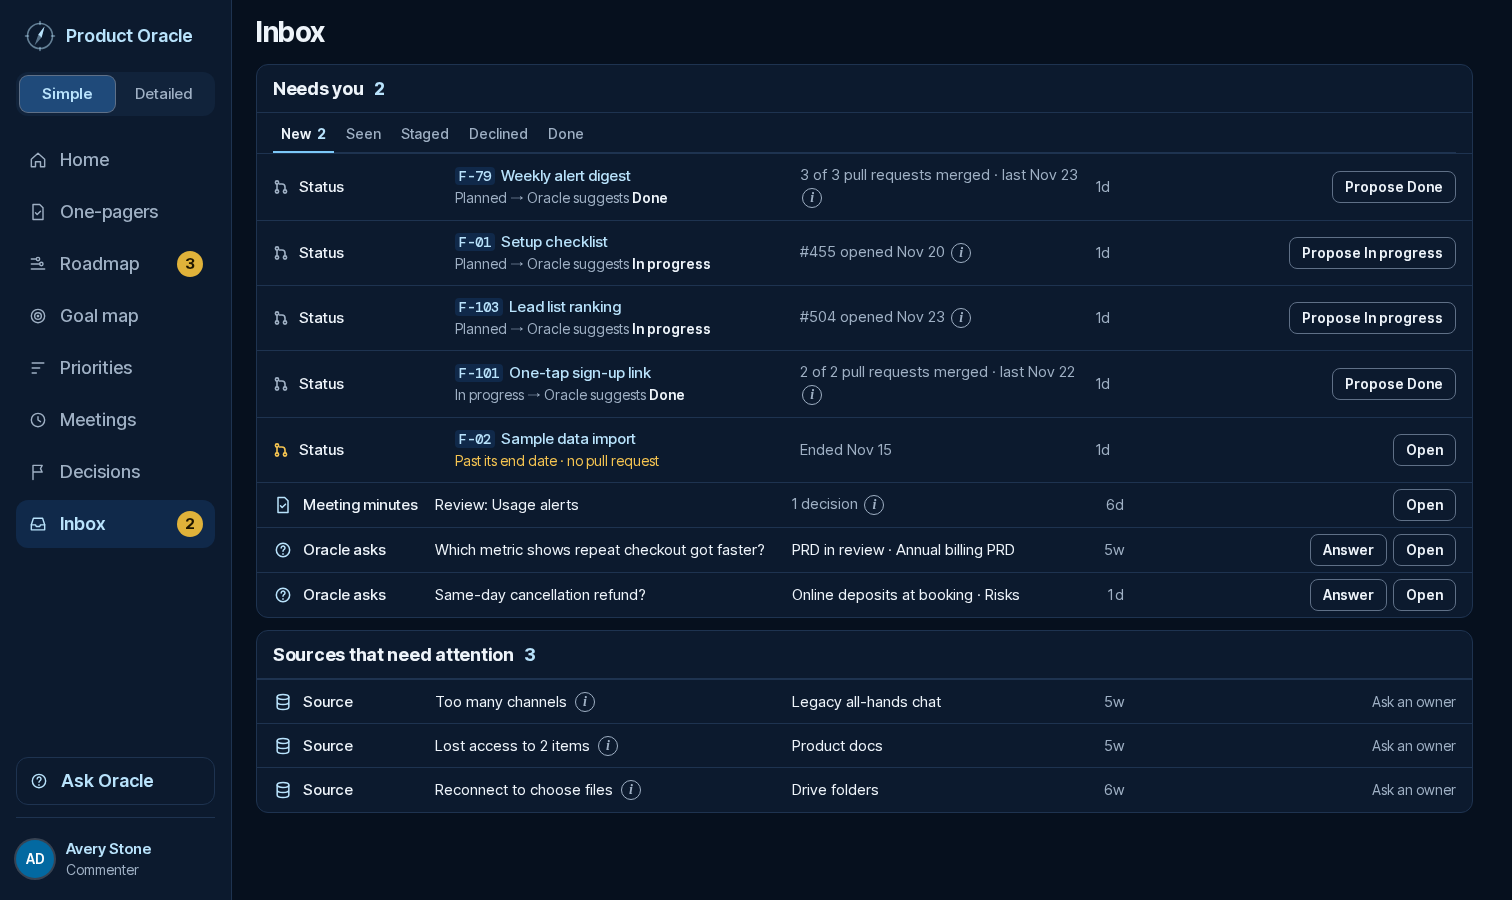 Product Oracle
Simple
Detailed
Home
One-pagers
Roadmap 3
Goal map
Priorities
Meetings
Decisions
Inbox 2
Ask Oracle
AD
Avery Stone
Commenter
Inbox
Needs you 2
New 2 Seen Staged Declined Done
Status
F-79 Weekly alert digest
Planned → Oracle suggests Done
3 of 3 pull requests merged · last Nov 23
i
1d
Propose Done
Status
F-01 Setup checklist
Planned → Oracle suggests In progress
#455 opened Nov 20 i
1d
Propose In progress
Status
F-103 Lead list ranking
Planned → Oracle suggests In progress
#504 opened Nov 23 i
1d
Propose In progress
Status
F-101 One-tap sign-up link
In progress → Oracle suggests Done
2 of 2 pull requests merged · last Nov 22
i
1d
Propose Done
Status
F-02 Sample data import
Past its end date · no pull request
Ended Nov 15
1d
Open
Meeting minutes Review: Usage alerts 1 decision i 6d Open
Oracle asks Which metric shows repeat checkout got faster? PRD in review · Annual billing PRD 5w Answer Open
Oracle asks Same-day cancellation refund? Online deposits at booking · Risks 1d Answer Open
Sources that need attention 3
Source Too many channels i Legacy all-hands chat 5w Ask an owner
Source Lost access to 2 items i Product docs 5w Ask an owner
Source Reconnect to choose files i Drive folders 6w Ask an owner